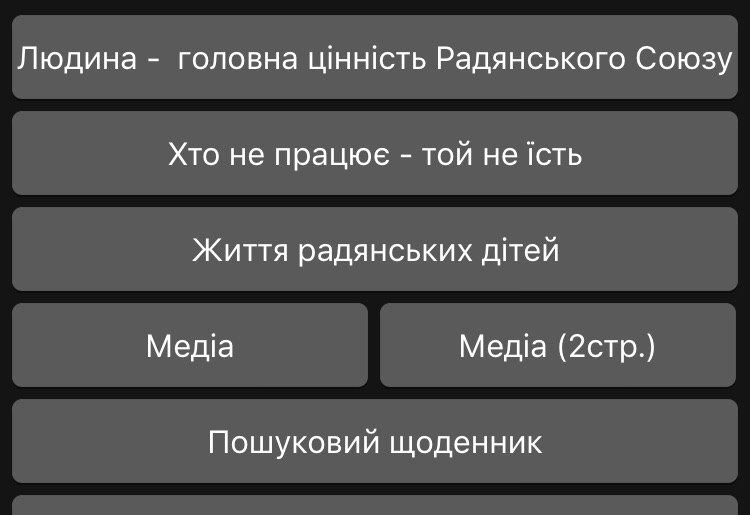 Людина -  головна цінність Радянського Союзу
Хто не працює - той не їсть
Життя радянських дітей
Медіа
Медіа (2стр.)
Пошуковий щоденник